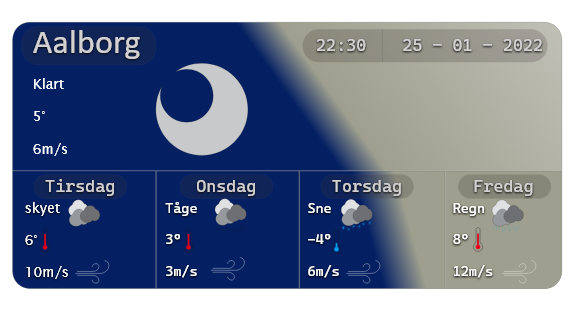 Aalborg
22:30
25 - 01 - 2022
Klart
5°
6m/s
Tirsdag
skyet
6°
10m/s
Onsdag
Tåge
3°
3m/s
Torsdag
Sne
-4°
6m/s
Fredag
Regn
8°
12m/s